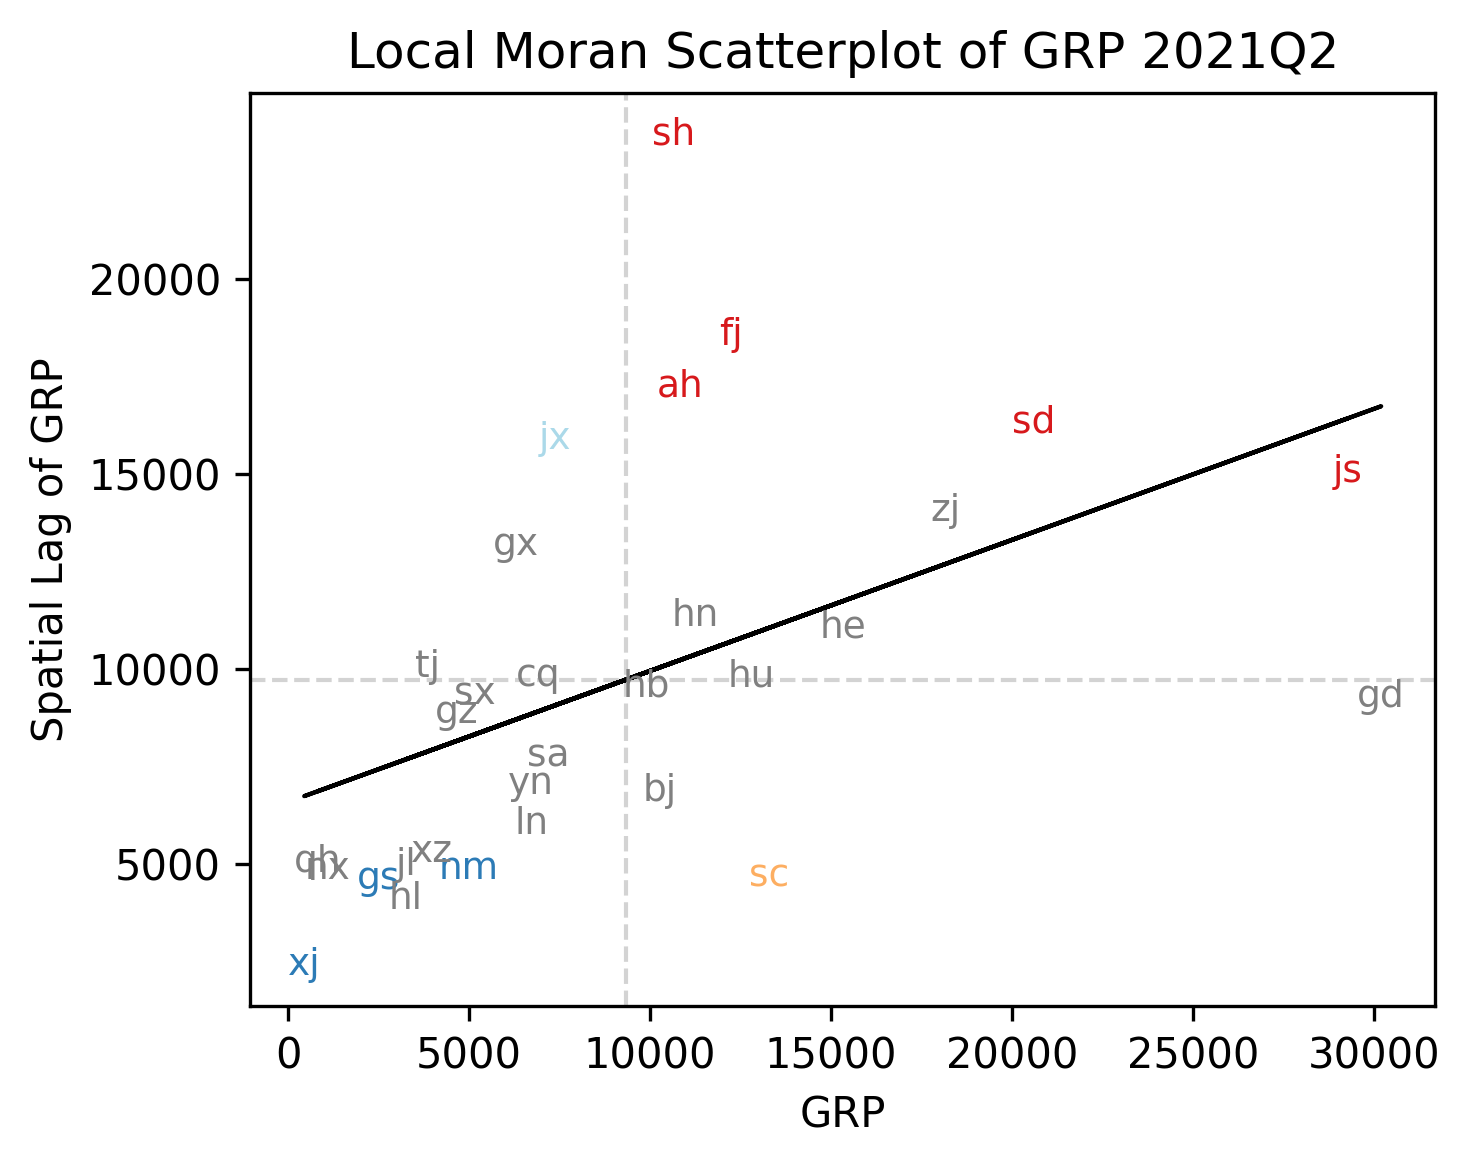 Local Moran Scatterplot of GRP 2021Q2
Spatial Lag of GRP
20000
15000
10000
5000
sh
fj
ah
sd
jx
js
zj
gx
hn
he
tj
cq
hu
sx
hb
gd
gz
sa
yn
bj
ln
xz
qh
nx
jl
nm
gs
sc
hl
xj
0
5000
10000
15000
20000
25000
30000
GRP